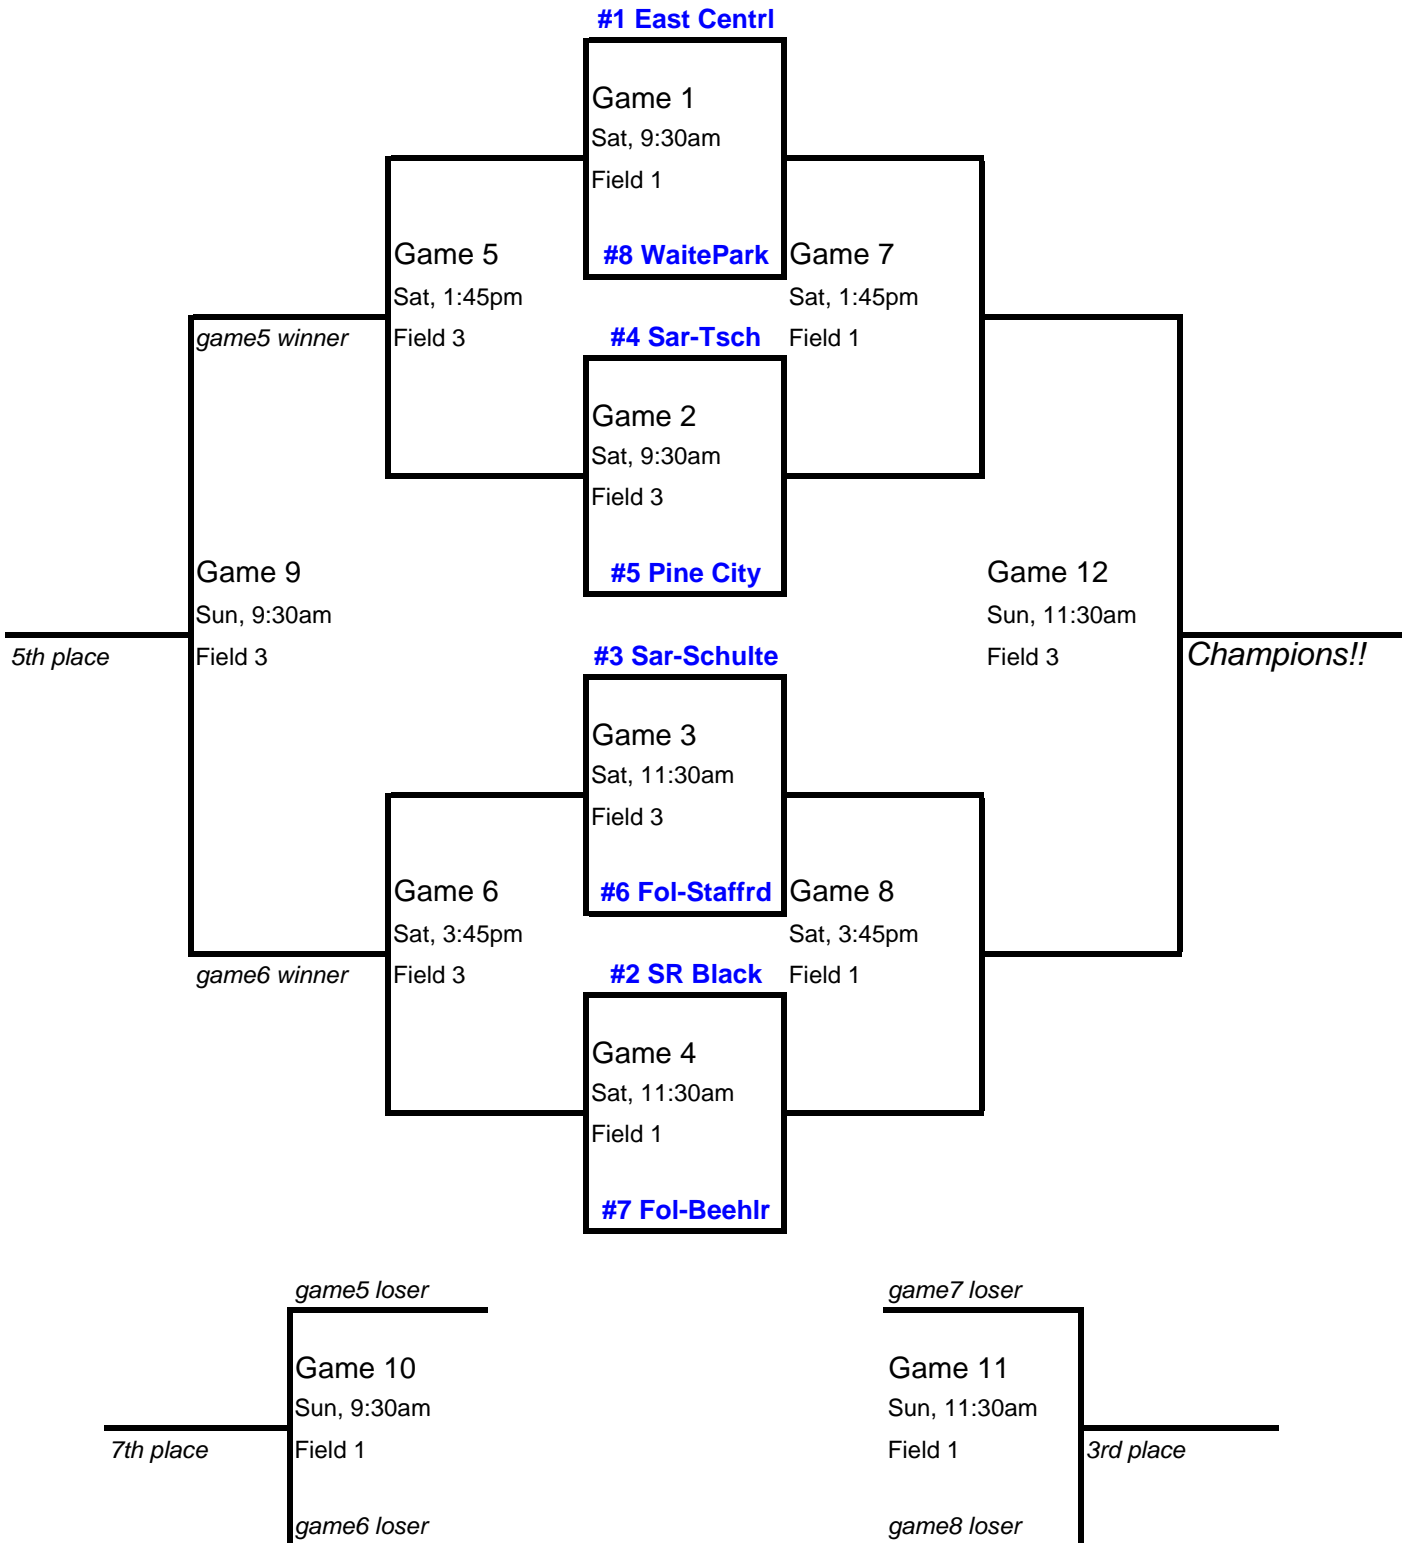 #1 East Centrl
Game 1
Sat, 9:30am
Field 1
#8 WaitePark
Game 5
Sat, 1:45pm
Field 3
game5 winner
Game 7
Sat, 1:45pm
Field 1
#4 Sar-Tsch
Game 2
Sat, 9:30am
Field 3
#5 Pine City
Game 9
Sun, 9:30am
Field 3
5th place
Game 12
Sun, 11:30am
Field 3
Champions!!
#3 Sar-Schulte
Game 3
Sat, 11:30am
Field 3
#6 Fol-Staffrd
Game 6
Sat, 3:45pm
Field 3
game6 winner
Game 8
Sat, 3:45pm
Field 1
#2 SR Black
Game 4
Sat, 11:30am
Field 1
#7 Fol-Beehlr
game5 loser
Game 10
Sun, 9:30am
Field 1
7th place
game6 loser
game7 loser
Game 11
Sun, 11:30am
Field 1
3rd place
game8 loser